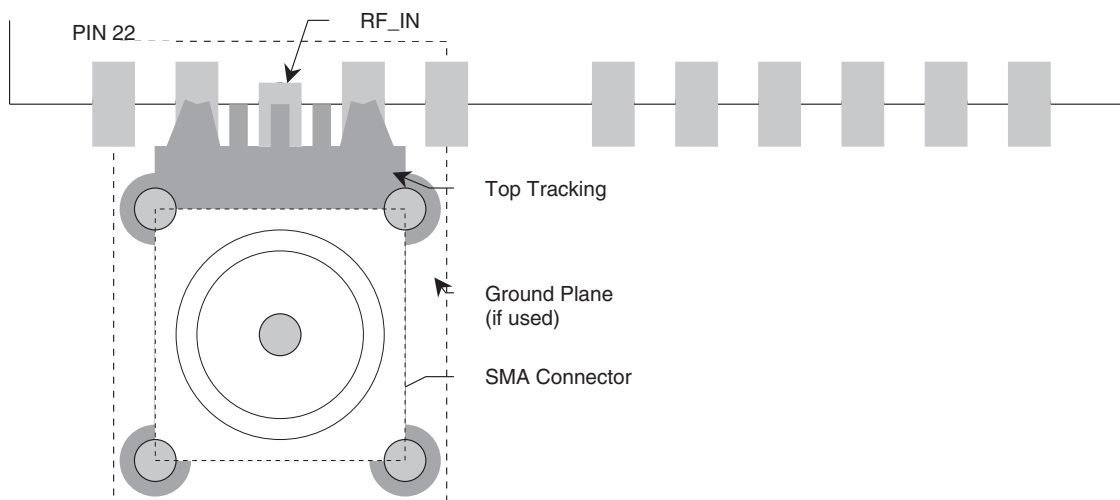 RF_IN
PIN 22
Top Tracking
Ground Plane
(if used)
SMA Connector